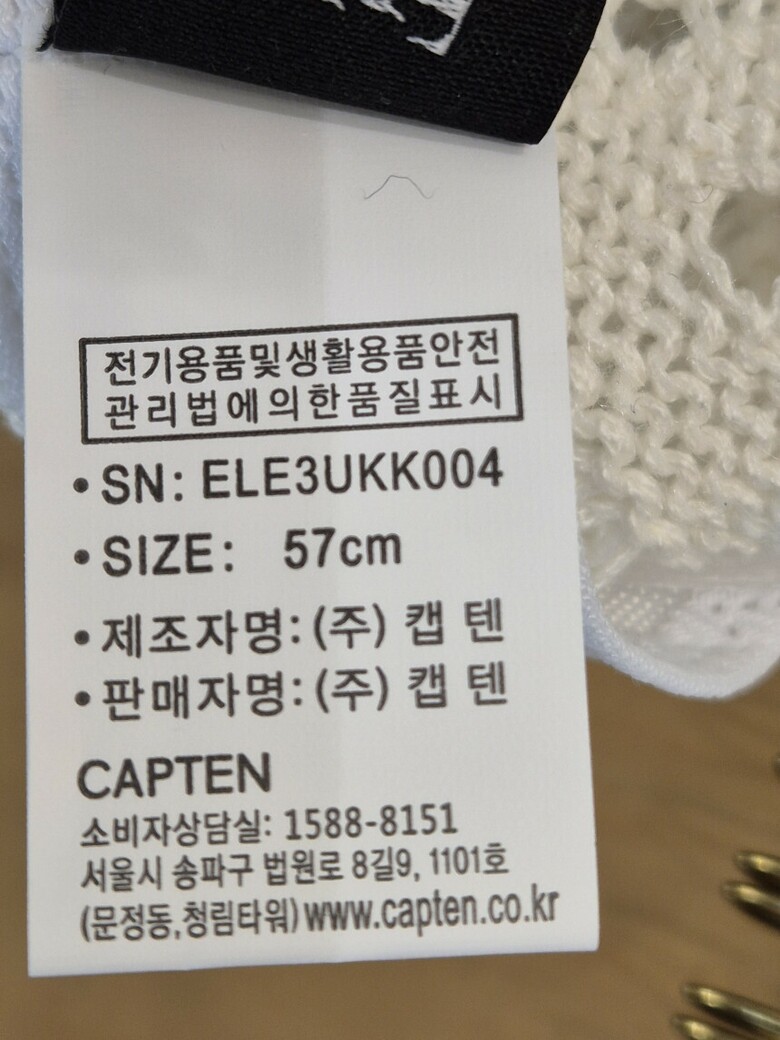 전기용품및생활용품안전
관리법에의한품질표시
• SN: ELE3UKK004
• SIZE: 57cm
• 제조자명: (주) 캡 텐
• 판매자명: (주) 캡 텐
CAPTEN
소비자상담실: 1588-8151
서울시 송파구 법원로 8길9, 1101호
(문정동,청림타워) www.capten.co.kr